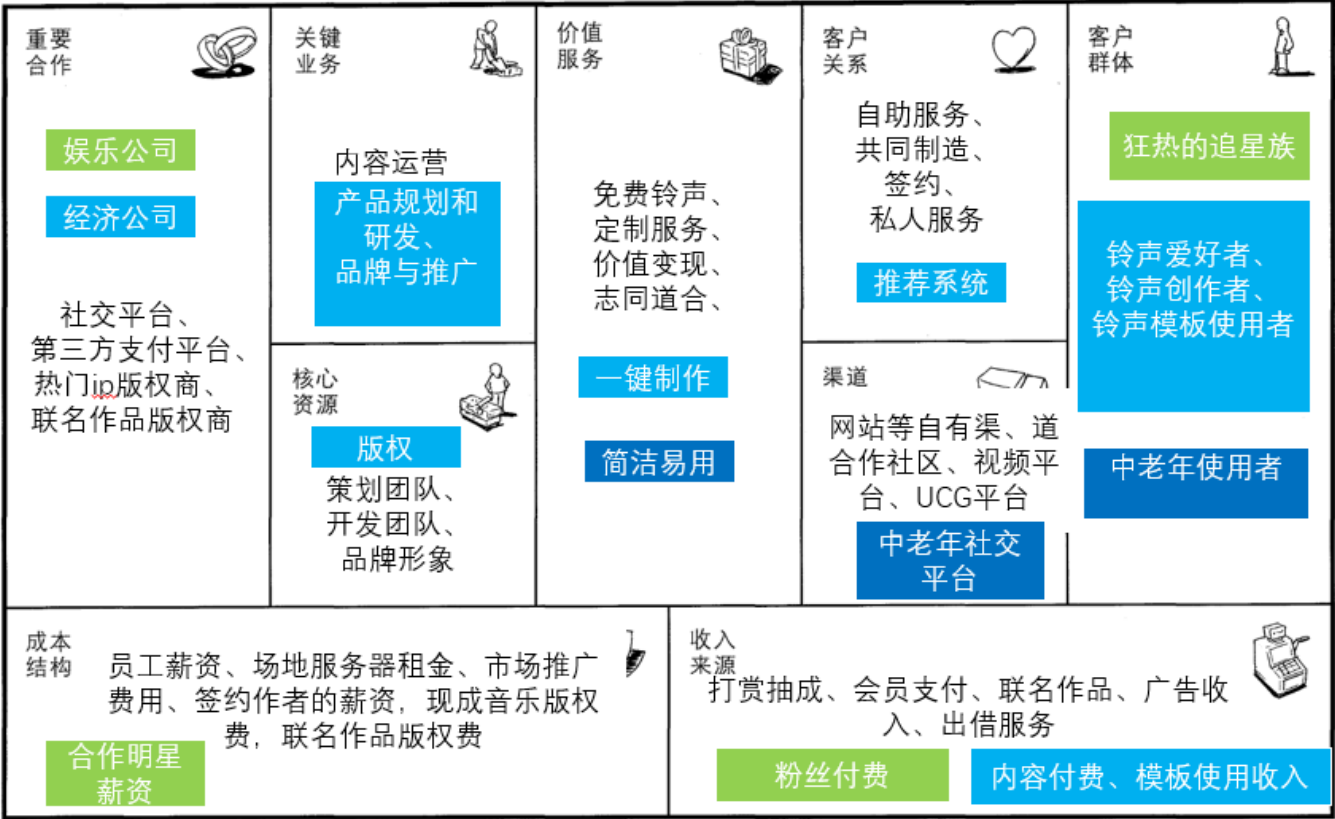 重要
合作
娱乐公司
经济公司
社交平台、
第三方支付平台、
热门ip版权商、
联名作品版权商
关键
业务
内容运营
产品规划和
研发、
品牌与推广
核心
资源
版权
策划团队、
开发团队、
品牌形象
价值
服务
免费铃声、
定制服务、
价值变现、
志同道合、
一键制作
简洁易用
客户
关系
自助服务、
共同制造、
签约、
私人服务
推荐系统
渠道
网站等自有渠、道
合作社区、视频平
台、UCG平台
中老年社交
平台
客户
群体
狂热的追星族
铃声爱好者、
铃声创作者、
铃声模板使用者
中老年使用者
成本
结构
员工薪资、场地服务器租金、市场推广
费用、签约作者的薪资，现成音乐版权
费，联名作品版权费
合作明星
薪资
收入
来源
打赏抽成、会员支付、联名作品、广告收
入、出借服务
粉丝付费
内容付费、模板使用收入